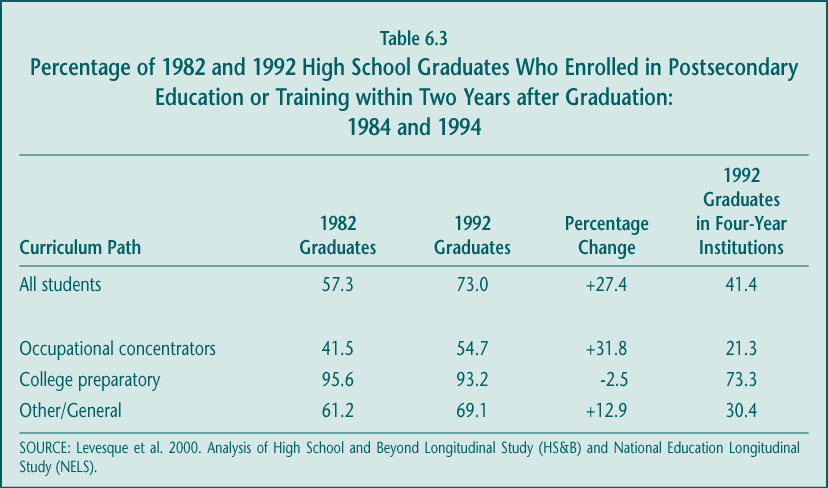 Table 6.3
Percentage of 1982 and 1992 High School Graduates Who Enrolled in Postsecondary
Education or Training within Two Years after Graduation:
1984 and 1994
Curriculum Path 1982 Graduates 1992 Graduates Percentage Change 1992 Graduates in Four-Year Institutions
All students 57.3 73.0 +27.4 41.4
Occupational concentrators 41.5 54.7 +31.8 21.3
College preparatory 95.6 93.2 -2.5 73.3
Other/General 61.2 69.1 +12.9 30.4
SOURCE: Levesque et al. 2000. Analysis of High School and Beyond Longitudinal Study (HS&B) and National Education Longitudinal
Study (NELS).